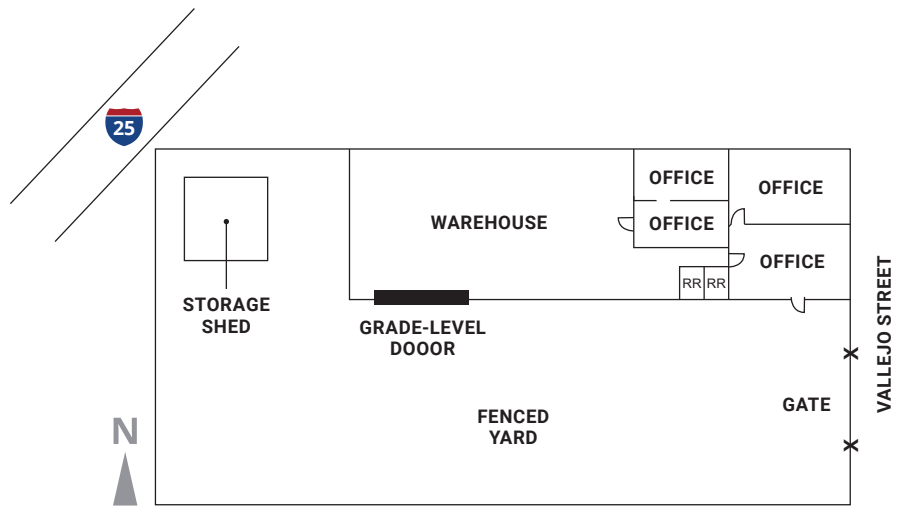 25
OFFICE
OFFICE
WAREHOUSE
OFFICE
OFFICE
RR
RR
STORAGE
SHED
GRADE-LEVEL
DOOOR
VALLEJO STREET
GATE
FENCED
YARD
N